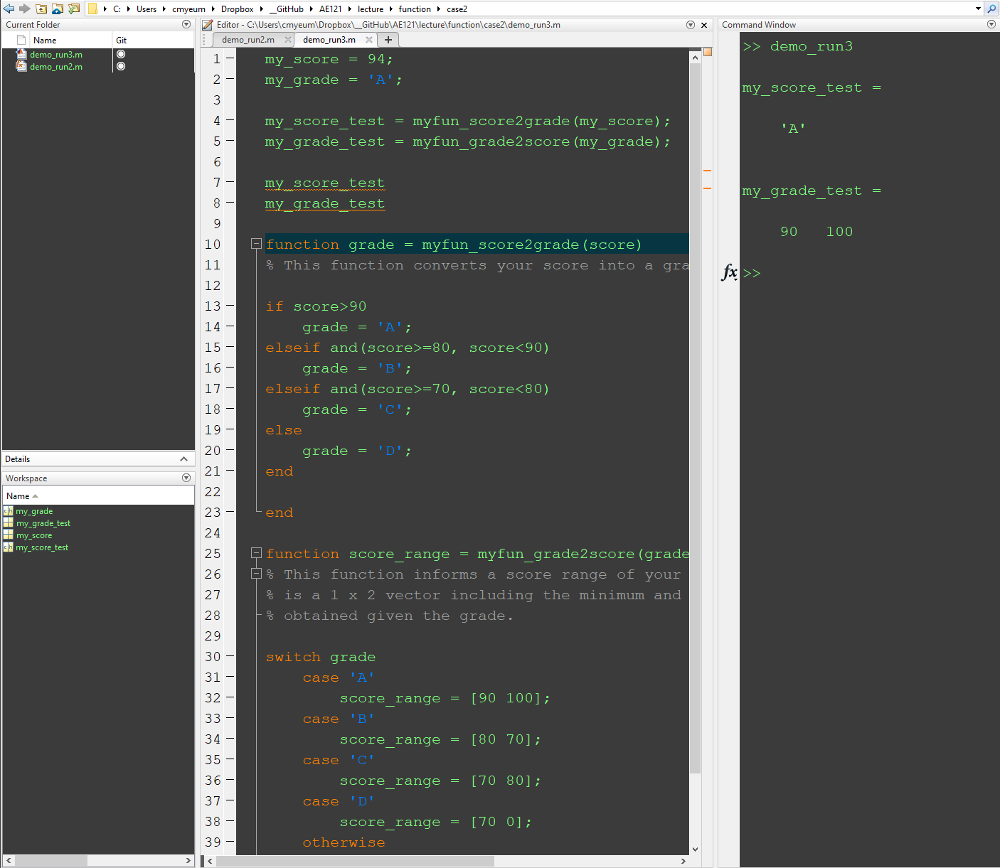 C: Users cmyeum Dropbox __GitHub AE121 lecture function case2
Current Folder
Name Git
demo_run3.m
demo_run2.m
Details
Workspace
Name
my_grade
my_grade_test
my_score
my_score_test
Editor - C:\Users\cmyeum\Dropbox\__GitHub\AE121\lecture\function\case2\demo_run3.m
demo_run2.m demo_run3.m
1 my_score = 94;
2 my_grade = 'A';
3
4 my_score_test = myfun_score2grade(my_score);
5 my_grade_test = myfun_grade2score(my_grade);
6
7 my_score_test
8 my_grade_test
9
10 function grade = myfun_score2grade(score)
11 % This function converts your score into a gra
12
13 if score>90
14 grade = 'A';
15 elseif and(score>=80, score<90)
16 grade = 'B';
17 elseif and(score>=70, score<80)
18 grade = 'C';
19 else
20 grade = 'D';
21 end
22
23 end
24
25 function score_range = myfun_grade2score(grade
26 % This function informs a score range of your
27 % is a 1 x 2 vector including the minimum and
28 % obtained given the grade.
29
30 switch grade
31 case 'A'
32 score_range = [90 100];
33 case 'B'
34 score_range = [80 70];
35 case 'C'
36 score_range = [70 80];
37 case 'D'
38 score_range = [70 0];
39 otherwise
Command Window
>> demo_run3
my_score_test =
'A'
my_grade_test =
90 100
fx >>